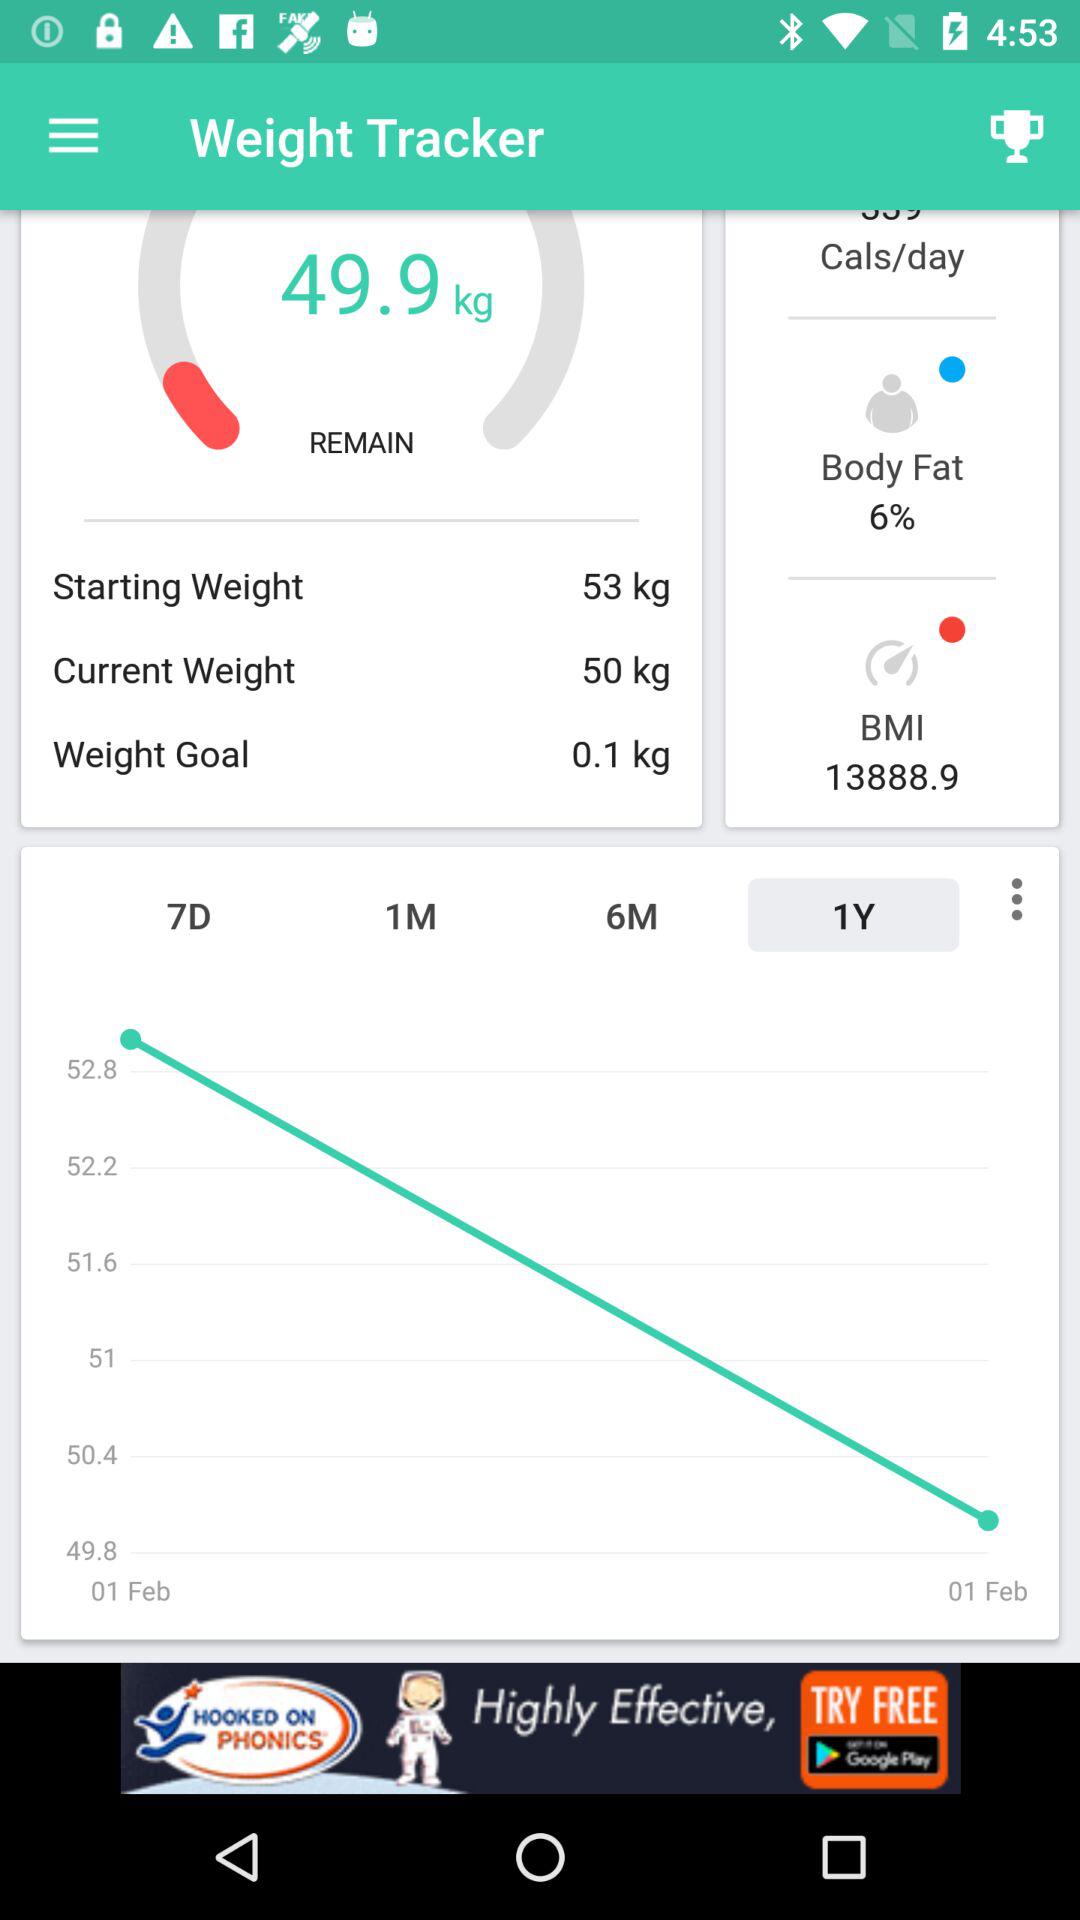 FAKE
4:53
Weight Tracker
49.9 kg
REMAIN
Starting Weight 53 kg
Current Weight 50 kg
Weight Goal 0.1 kg
Cals/day
Body Fat
6%
BMI
13888.9
7D 1M 6M 1Y
52.8
52.2
51.6
51
50.4
49.8
01 Feb 01 Feb
HOOKED ON
PHONICS
Highly Effective,
TRY FREE
GET IT ON
Google Play